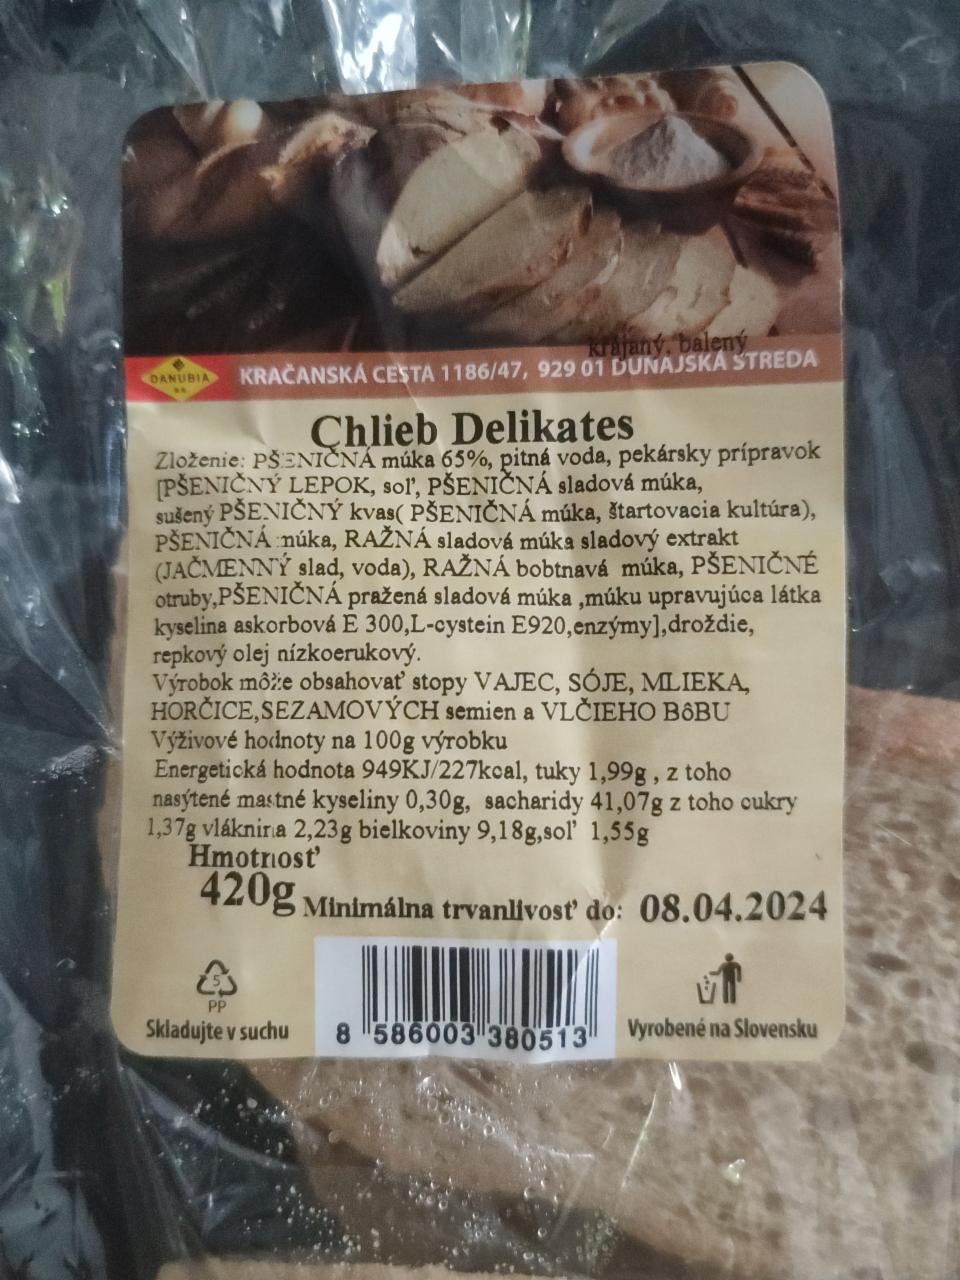 krájaný, balený
DANUBIA
KRAČANSKÁ CESTA 1186/47, 929 01 DUNAJSKÁ STREDA
Chlieb Delikates
Zloženie: PŠENIČNÁ múka 65%, pitná voda, pekársky prípravok
[PŠENIČNÝ LEPOK, soľ, PŠENIČNÁ sladová múka,
sušený PŠENIČNÝ kvas( PŠENIČNÁ múka, štartovacia kultúra),
PŠENIČNÁ múka, RAŽNÁ sladová múka sladový extrakt
(JAČMENNÝ slad, voda), RAŽNÁ bobtnavá múka, PŠENIČNÉ
otruby,PŠENIČNÁ pražená sladová múka ,múku upravujúca látka
kyselina askorbová E 300,L-cystein E920,enzýmy],droždie,
repkový olej nízkoerukový.
Výrobok môže obsahovať stopy VAJEC, SÓJE, MLIEKA,
HORČICE,SEZAMOVÝCH semien a VLČIEHO BôBU
Výživové hodnoty na 100g výrobku
Energetická hodnota 949KJ/227kcal, tuky 1,99g , z toho
nasýtené mastné kyseliny 0,30g, sacharidy 41,07g z toho cukry
1,37g vláknina 2,23g bielkoviny 9,18g,soľ 1,55g
Hmotnosť
420g Minimálna trvanlivosť do: 08.04.2024
5
PP
Skladujte v suchu
8 586003 380513
Vyrobené na Slovensku